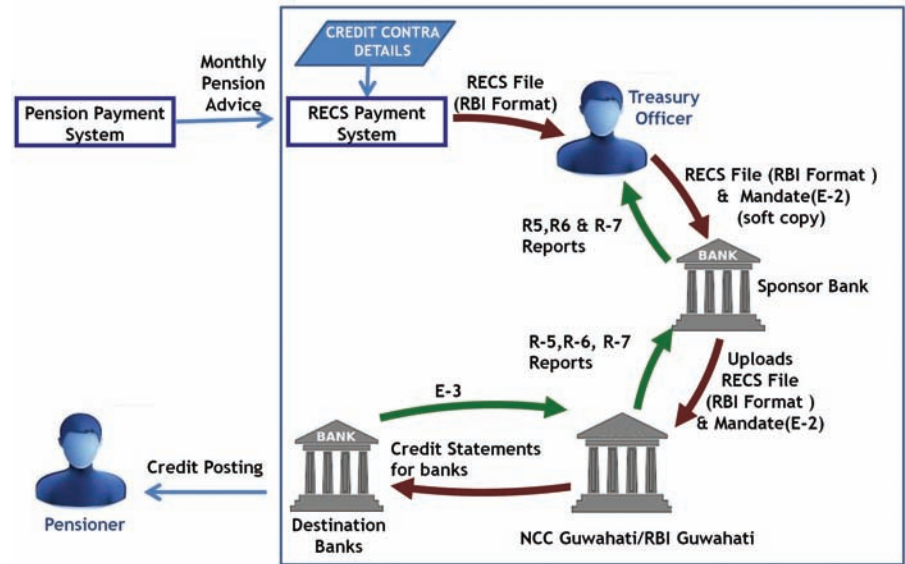 CREDIT CONTRA
DETAILS
Monthly
Pension
Advice
Pension Payment
System
RECS Payment
System
RECS File
(RBI Format)
Treasury
Officer
RECS File (RBI Format )
& Mandate(E-2)
(soft copy)
R5,R6 & R-7
Reports
BANK
Sponsor Bank
R-5,R-6, R-7
Reports
Uploads
RECS File
(RBI Format )
& Mandate(E-2)
E-3
BANK
Credit Statements
for banks
Credit Posting
Pensioner
Destination
Banks
NCC Guwahati/RBI Guwahati